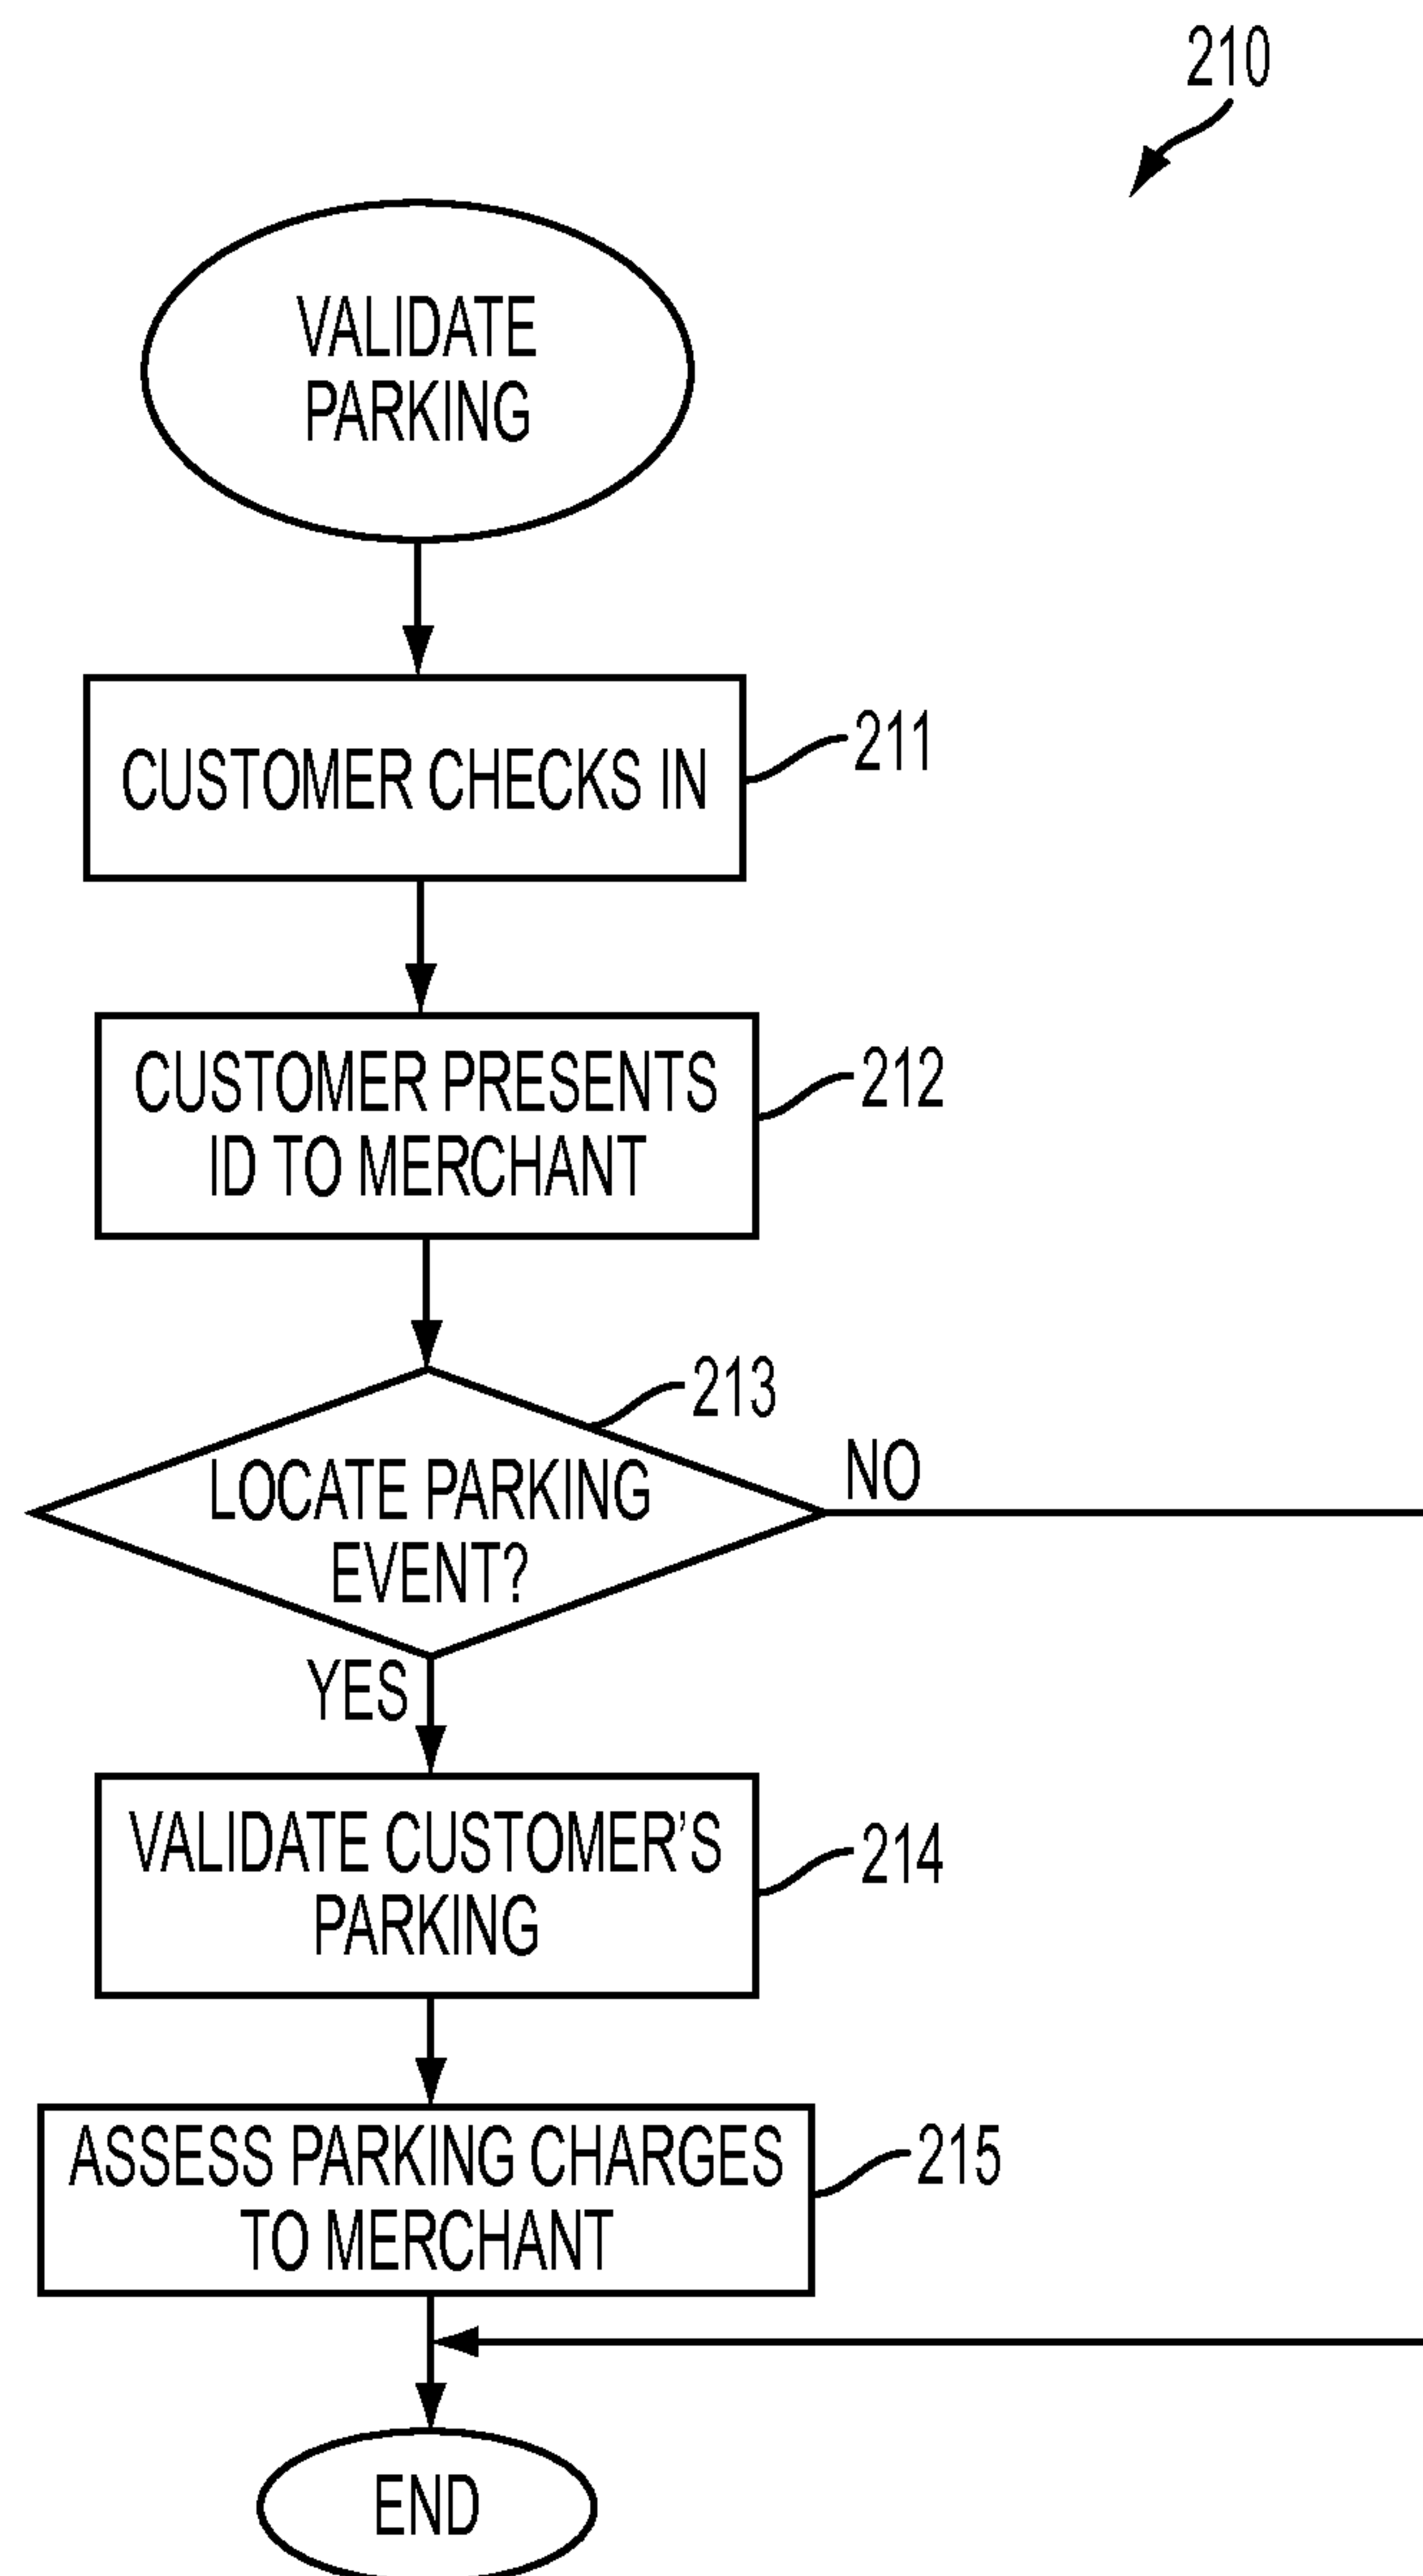 210
VALIDATE
PARKING
CUSTOMER CHECKS IN
211
CUSTOMER PRESENTS
ID TO MERCHANT
212
213
LOCATE PARKING
EVENT?
NO
YES
VALIDATE CUSTOMER'S
PARKING
214
ASSESS PARKING CHARGES
TO MERCHANT
215
END